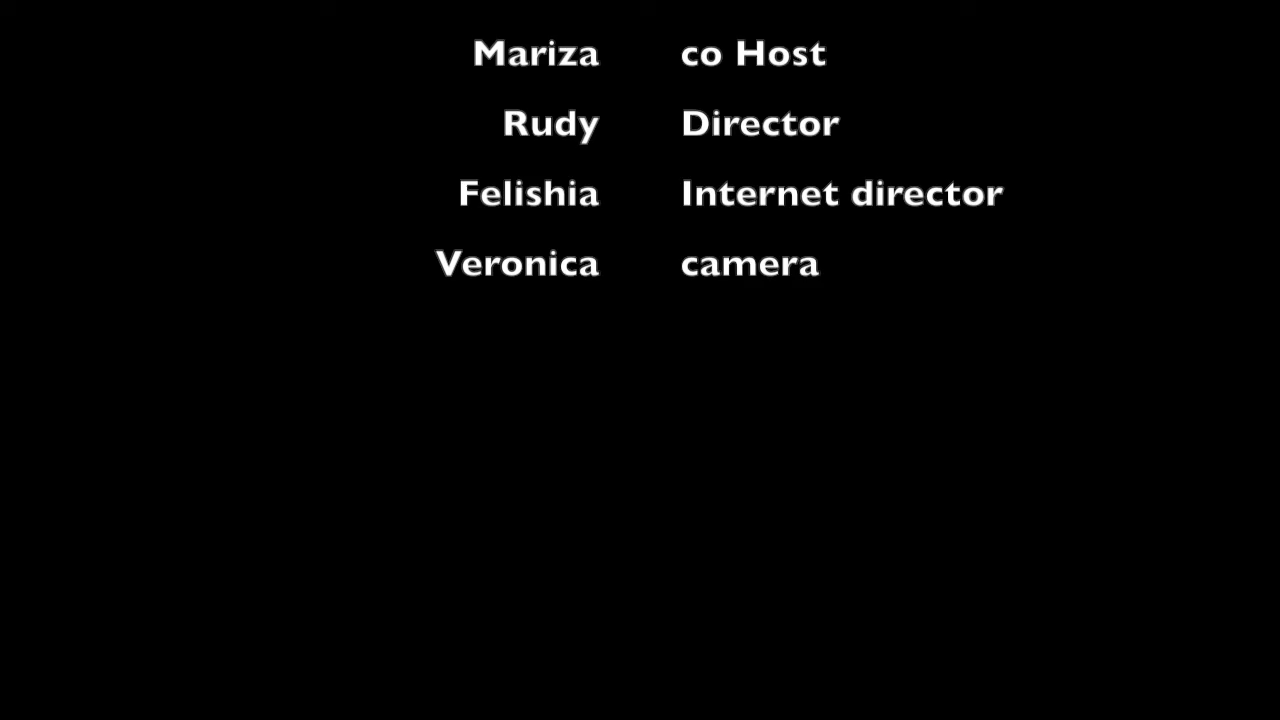 Mariza co Host
Rudy Director
Felishia Internet director
Veronica camera